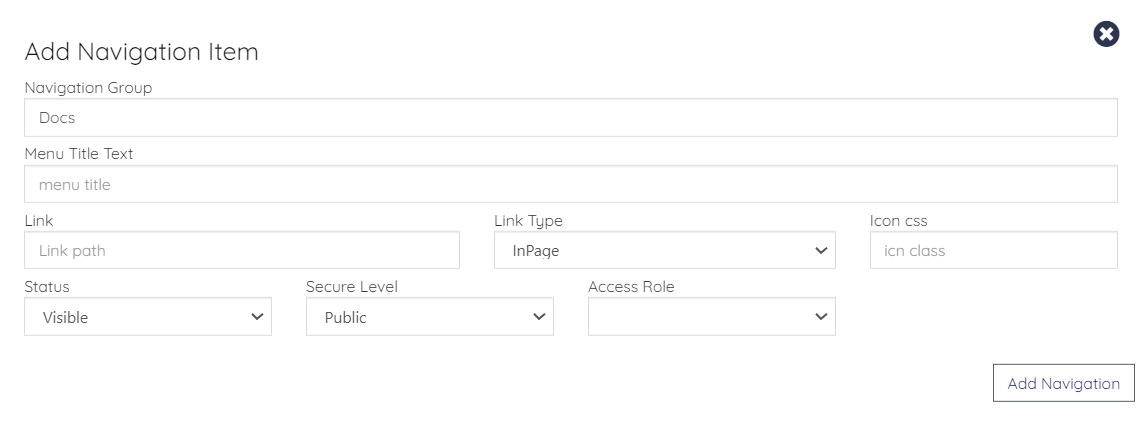 Add Navigation Item
Navigation Group
Docs
Menu Title Text
menu title
Link Link Type Icon css
Link path InPage icn class
Status Secure Level Access Role
Visible Public
Add Navigation